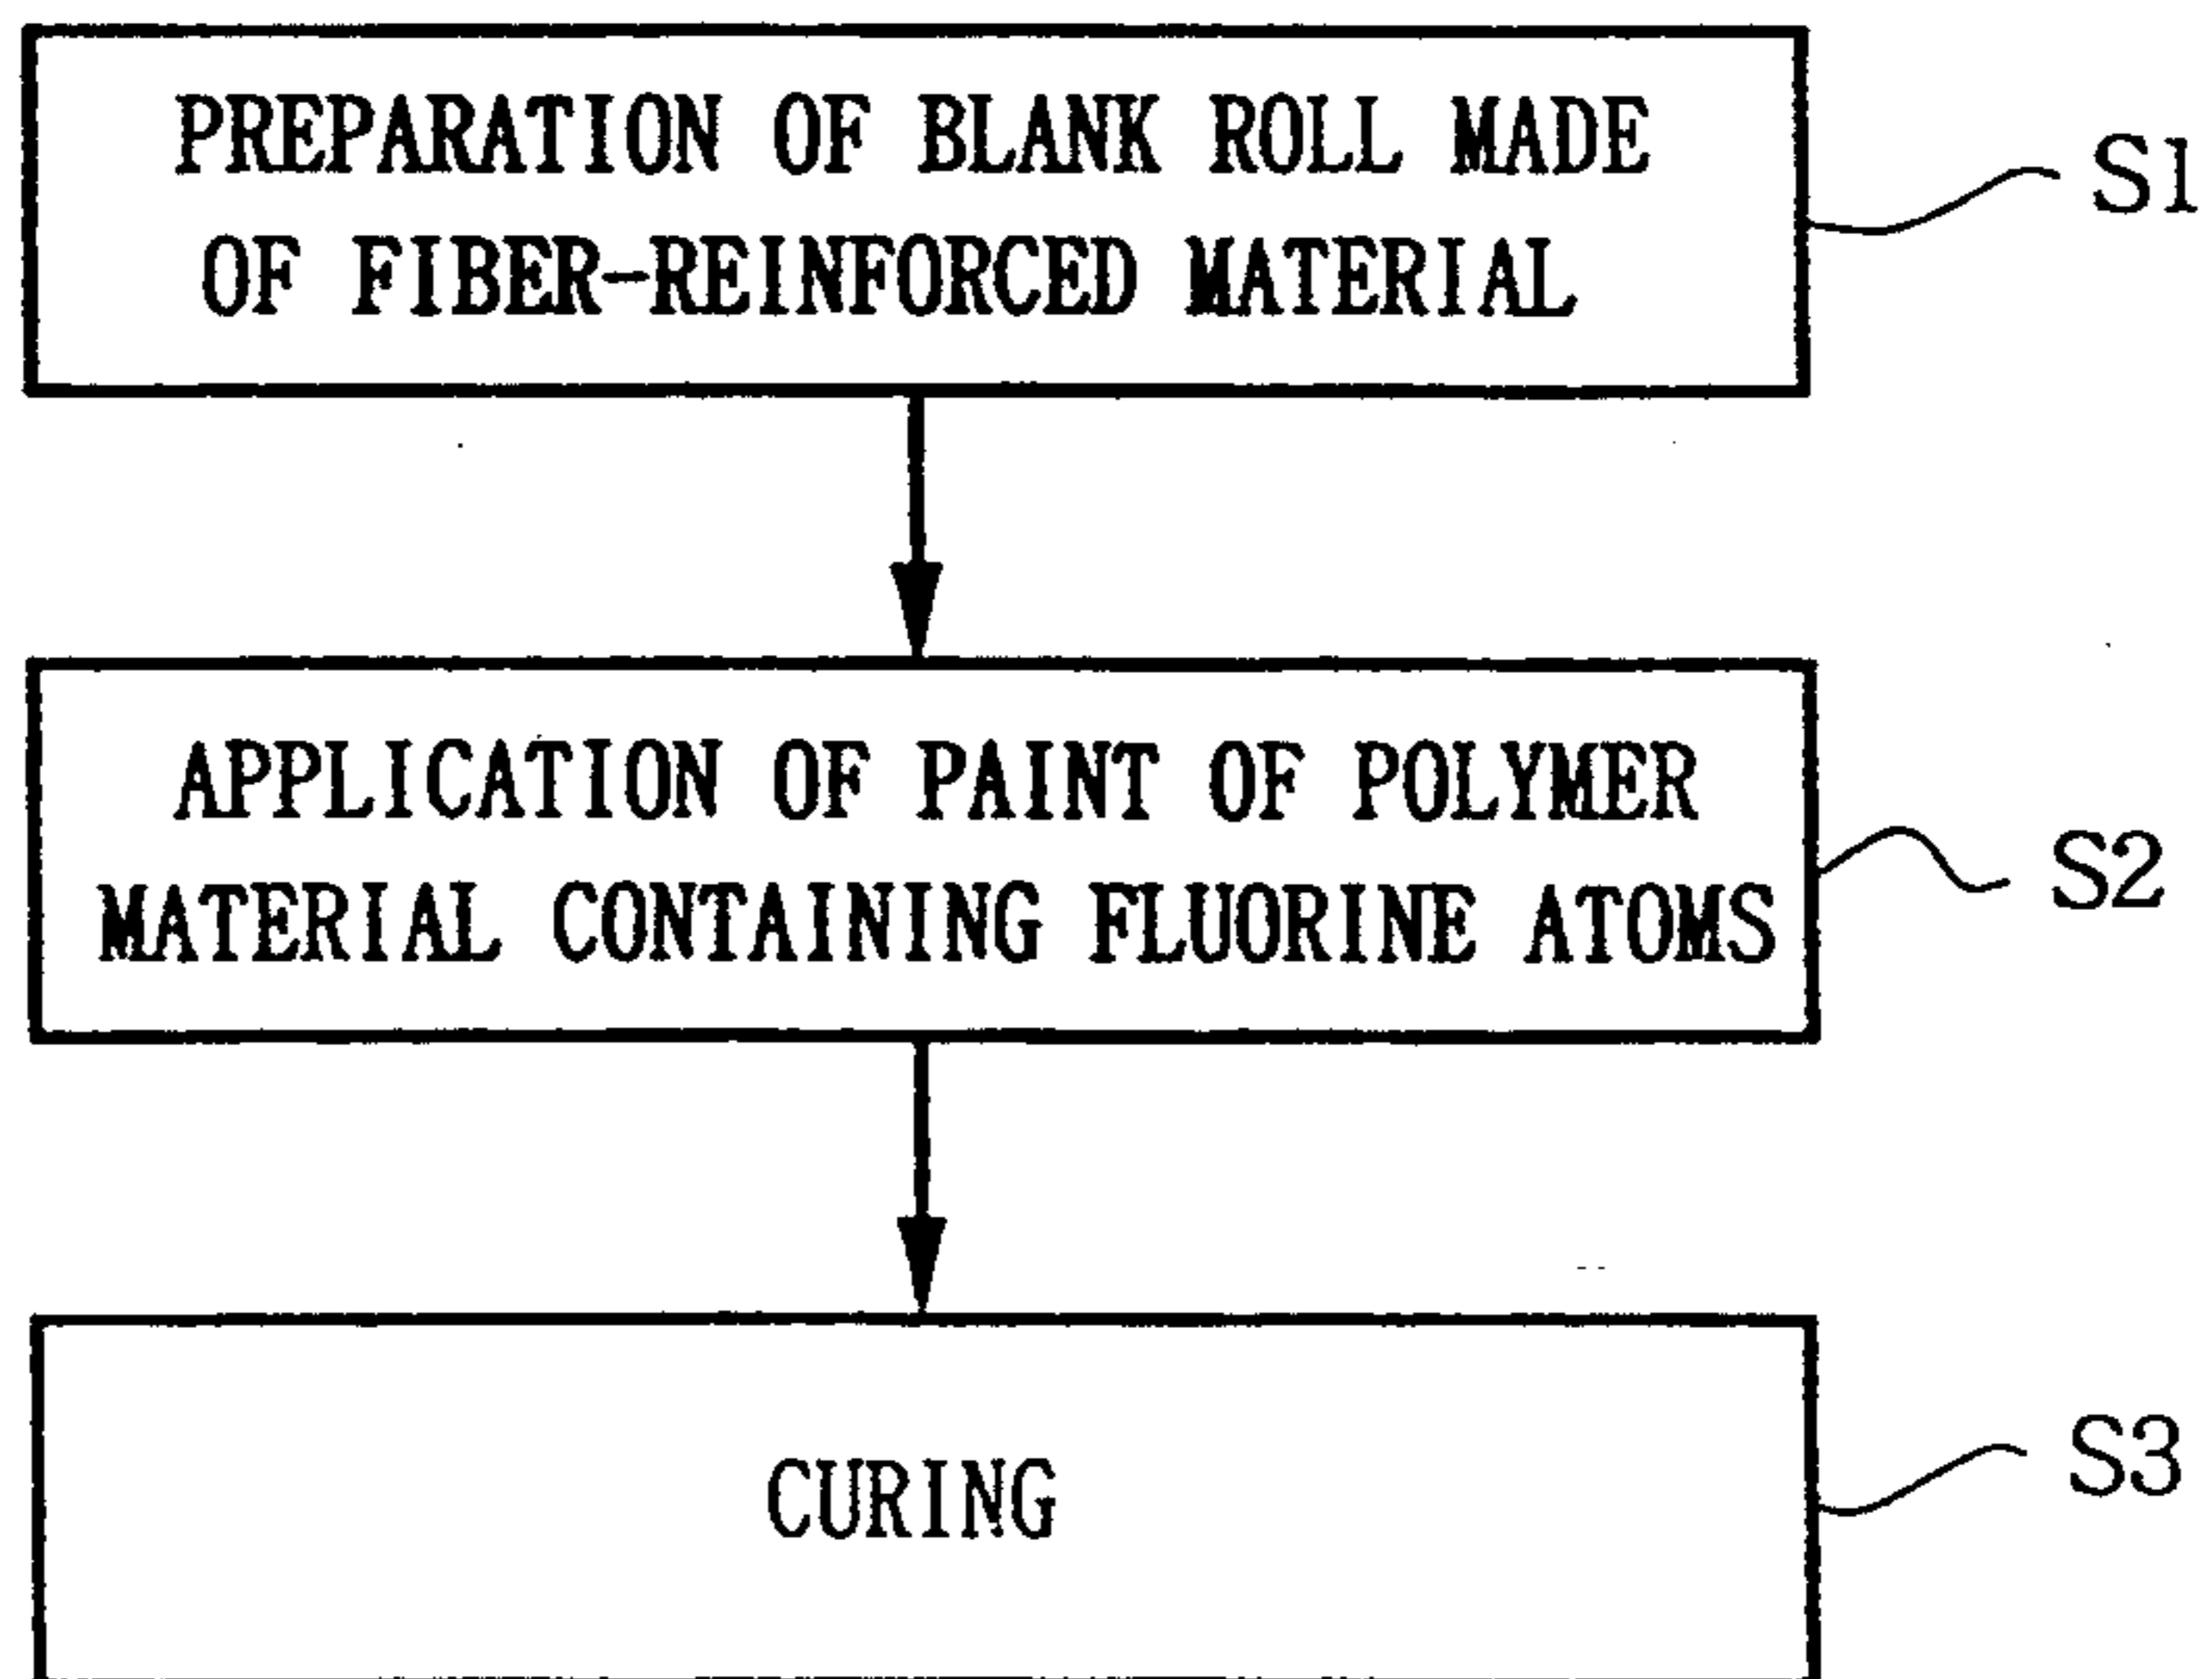 PREPARATION OF BLANK ROLL MADE
OF FIBER-REINFORCED MATERIAL
S1
APPLICATION OF PAINT OF POLYMER
MATERIAL CONTAINING FLUORINE ATOMS
S2
CURING
S3